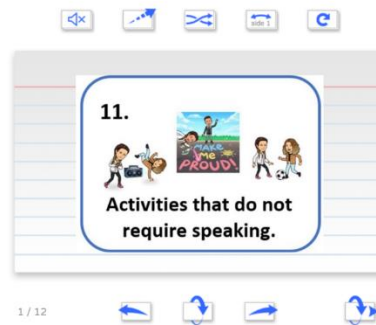 side 1
11.
MAKE
ME
PROUD!
Activities that do not
require speaking.
1 / 12